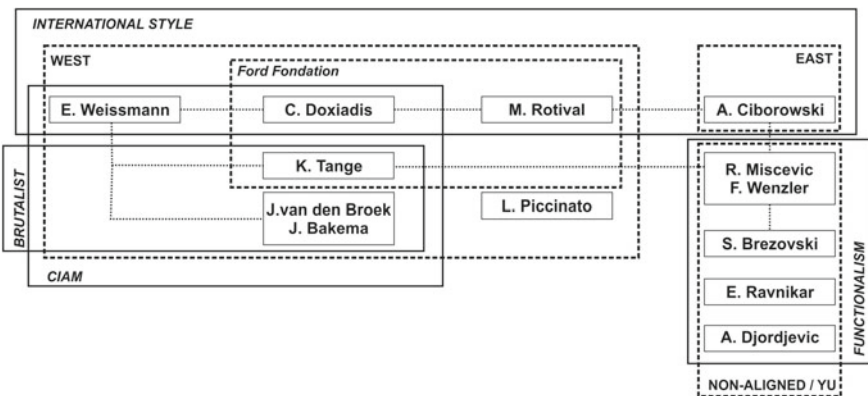 INTERNATIONAL STYLE
WEST
EAST
Ford Fondation
E. Weissmann
C. Doxiadis
M. Rotival
A. Ciborowski
BRUTALIST
K. Tange
R. Miscevic
F. Wenzler
J.van den Broek
J. Bakema
L. Piccinato
S. Brezovski
CIAM
E. Ravnikar
A. Djordjevic
FUNCTIONALISM
NON-ALIGNED / YU